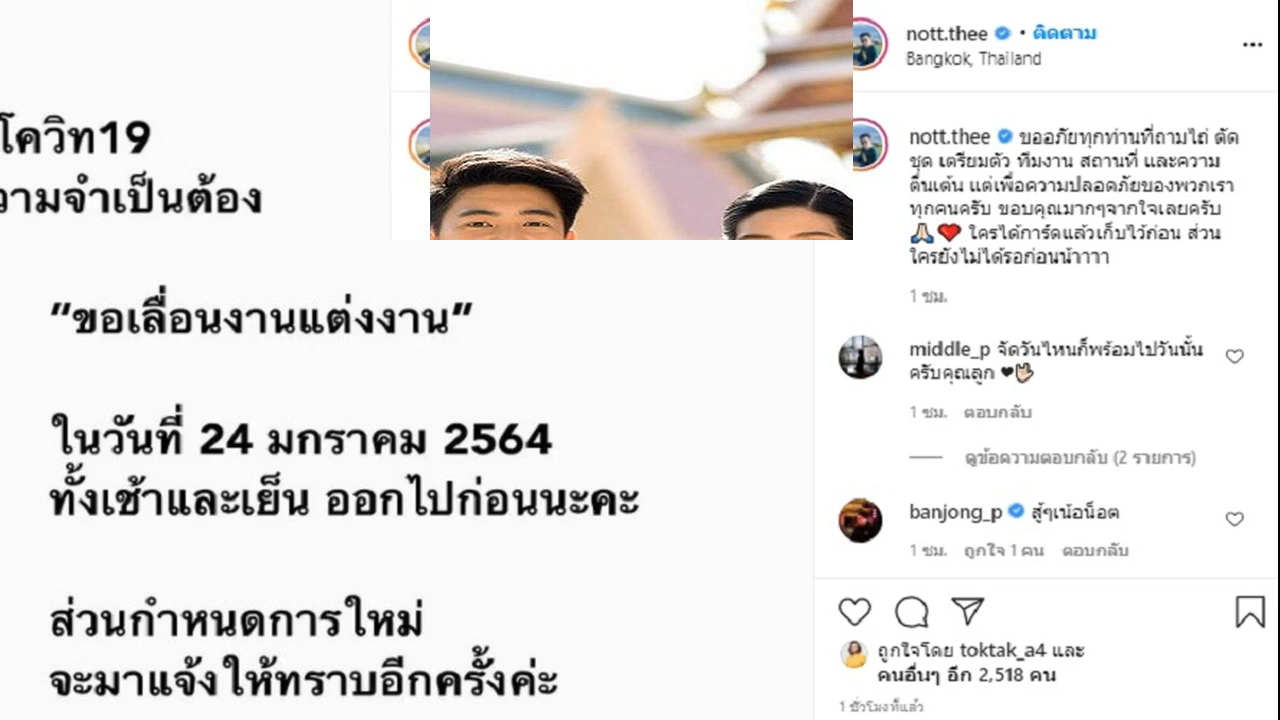 โควิท19
วามจำเป็นต้อง
"ขอเลื่อนงานแต่งงาน"
ในวันที่ 24 มกราคม 2564
ทั้งเช้าและเย็น ออกไปก่อนนะคะ
ส่วนกำหนดการใหม่
จะมาแจ้งให้ทราบอีกครั้งค่ะ
nott.thee • ติดตาม
Bangkok, Thailand
nott.thee ขออภัยทุกท่านที่ถามไถ่ ตัด
ชุด เตรียมตัว ทีมงาน สถานที่ และความ
ตื่นเต้น แต่เพื่อความปลอดภัยของพวกเรา
ทุกคนครับ ขอบคุณมากๆจากใจเลยครับ
🙏🏻❤️ ใครได้การ์ดแล้วเก็บไว้ก่อน ส่วน
ใครยังไม่ได้รอก่อนน้าาาา
1 ชม.
middle_p จัดวันไหนก็พร้อมไปวันนั้น
ครับคุณลูก ❤🤟🏻
1 ชม. ตอบกลับ
ดูข้อความตอบกลับ (2 รายการ)
banjong_p สู้ๆเน้อน็อต
1 ชม. ถูกใจ 1 คน ตอบกลับ
ถูกใจโดย toktak_a4 และ
คนอื่นๆ อีก 2,518 คน
1 ชั่วโมงที่แล้ว